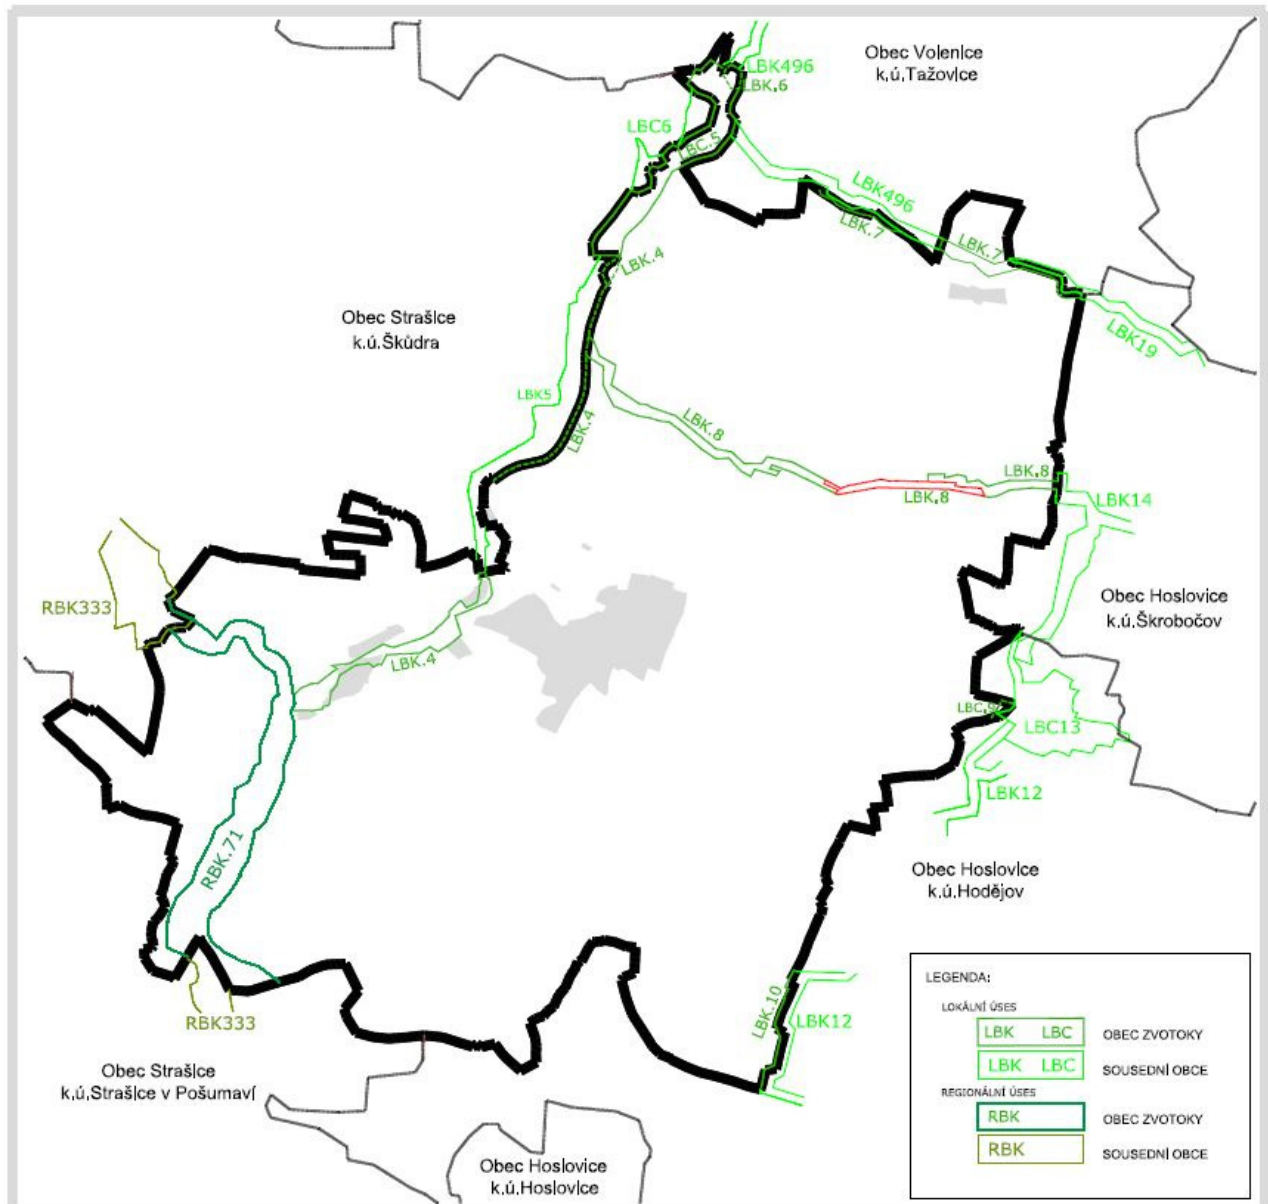 Obec Volenice
k.ú.Tažovice
LBK496
LBK.6
LBC6
LBC.5
LBK496
LBK.7
LBK.7
LBK.4
Obec Strašice
k.ú.Škůdra
LBK19
LBK5
LBK.4
LBK.8
LBK.8
LBK.8
LBK14
RBK333
Obec Hoslovice
k.ú.Škrobočov
LBK.4
LBC.9
LBC13
LBK12
RBK.71
Obec Hoslovice
k.ú.Hodějov
LBK.10
LBK12
RBK333
Obec Strašice
k.ú.Strašice v Pošumaví
Obec Hoslovice
k.ú.Hoslovice
LEGENDA:
LOKÁLNÍ ÚSES
LBK LBC OBEC ZVOTOKY
LBK LBC SOUSEDNÍ OBCE
REGIONÁLNÍ ÚSES
RBK OBEC ZVOTOKY
RBK SOUSEDNÍ OBCE